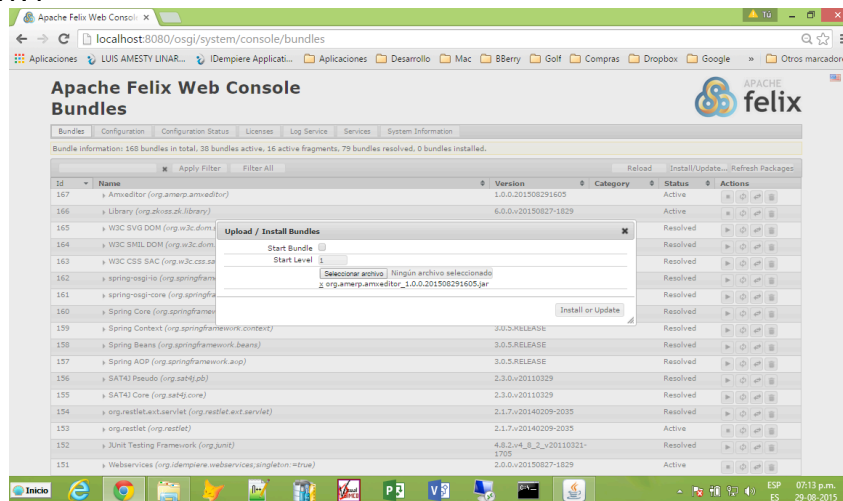 Apache Felix Web Consol
localhost:8080/osgi/system/console/bundles
Aplicaciones LUIS AMESTY LINAR... IDempiere Applicati... Aplicaciones Desarrollo Mac BBerry Golf Compras Dropbox Google » Otros marcadore
Apache Felix Web Console
Bundles
APACHE
felix
Bundles Configuration Configuration Status Licenses Log Service Services System Information
Bundle information: 168 bundles in total, 38 bundles active, 16 active fragments, 79 bundles resolved, 0 bundles installed.
Apply Filter Filter All Reload Install/Update... Refresh Packages
Id Name Version Category Status Actions
167 Amxeditor (org.amerp.amxeditor) 1.0.0.201508291605 Active
166 Library (org.zkoss.zk.library) 6.0.0.v20150827-1829 Active
165 W3C SVG DOM (org.w3c.dom.s Resolved
164 W3C SMIL DOM (org.w3c.dom. Resolved
163 W3C CSS SAC (org.w3c.css.sa Resolved
162 spring-osgi-io (org.springfram Resolved
161 spring-osgi-core (org.springfra Resolved
160 Spring Core (org.springframew Resolved
Upload / Install Bundles
Start Bundle
Start Level 1
Seleccionar archivo Ningún archivo seleccionado
x org.amerp.amxeditor_1.0.0.201508291605.jar
Install or Update
159 Spring Context (org.springframework.context) 3.0.5.RELEASE Resolved
158 Spring Beans (org.springframework.beans) 3.0.5.RELEASE Resolved
157 Spring AOP (org.springframework.aop) 3.0.5.RELEASE Resolved
156 SAT4J Pseudo (org.sat4j.pb) 2.3.0.v20110329 Resolved
155 SAT4J Core (org.sat4j.core) 2.3.0.v20110329 Resolved
154 org.restlet.ext.servlet (org.restlet.ext.servlet) 2.1.7.v20140209-2035 Resolved
153 org.restlet (org.restlet) 2.1.7.v20140209-2035 Active
152 JUnit Testing Framework (org.junit) 4.8.2.v4_8_2_v20110321-1705 Resolved
151 Webservices (org.idempiere.webservices;singleton:=true) 2.0.0.v20150827-1829 Active
Inicio
ESP 07:13 p.m.
ES 29-08-2015